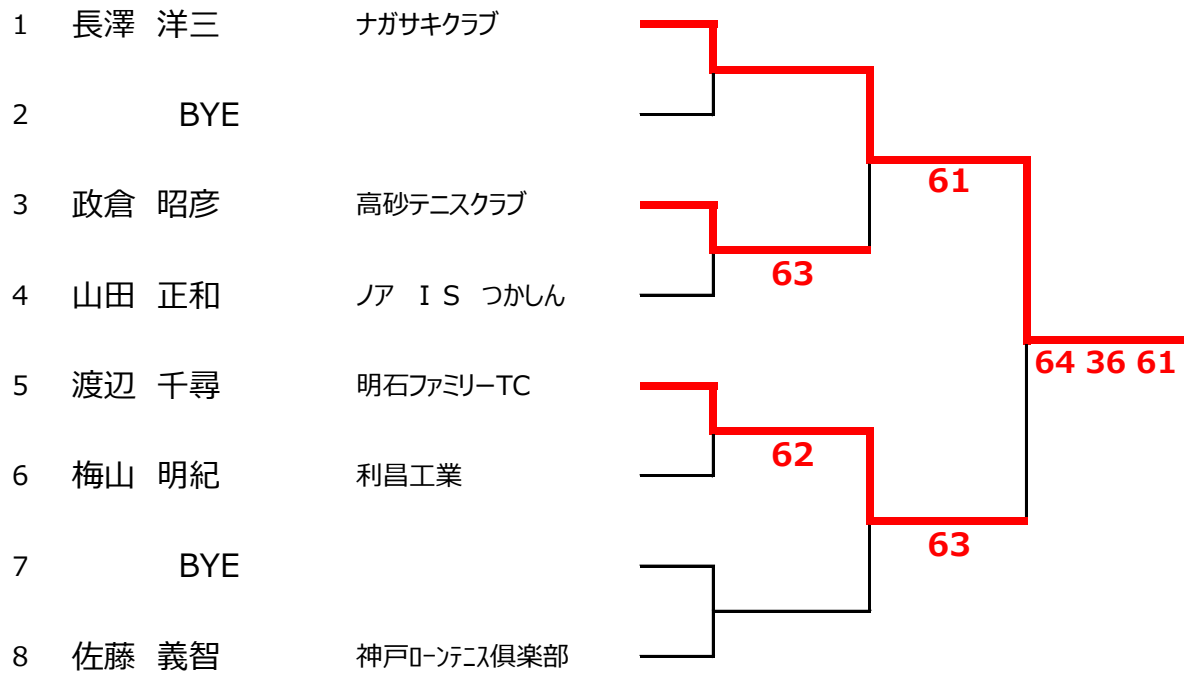 1 長澤 洋三 ナガサキクラブ
2 BYE
61
3 政倉 昭彦 高砂テニスクラブ
63
4 山田 正和 ノア ＩＳ つかしん
64 36 61
5 渡辺 千尋 明石ファミリーTC
62
6 梅山 明紀 利昌工業
63
7 BYE
8 佐藤 義智 神戸ローンテニス倶楽部